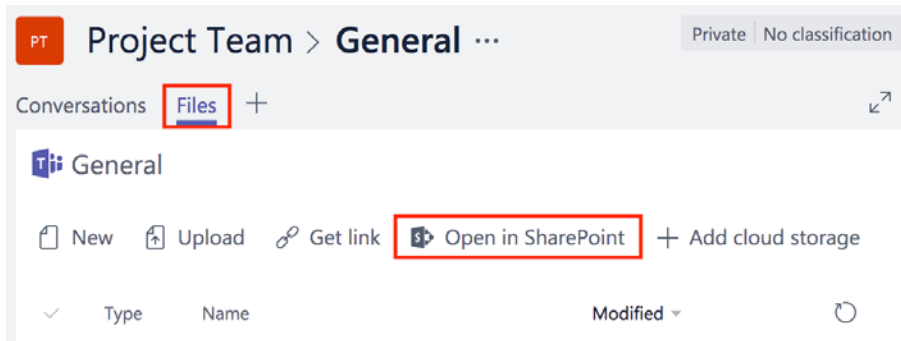 PT Project Team > General ... Private No classification
Conversations Files +
General
New Upload Get link Open in SharePoint + Add cloud storage
Type Name Modified